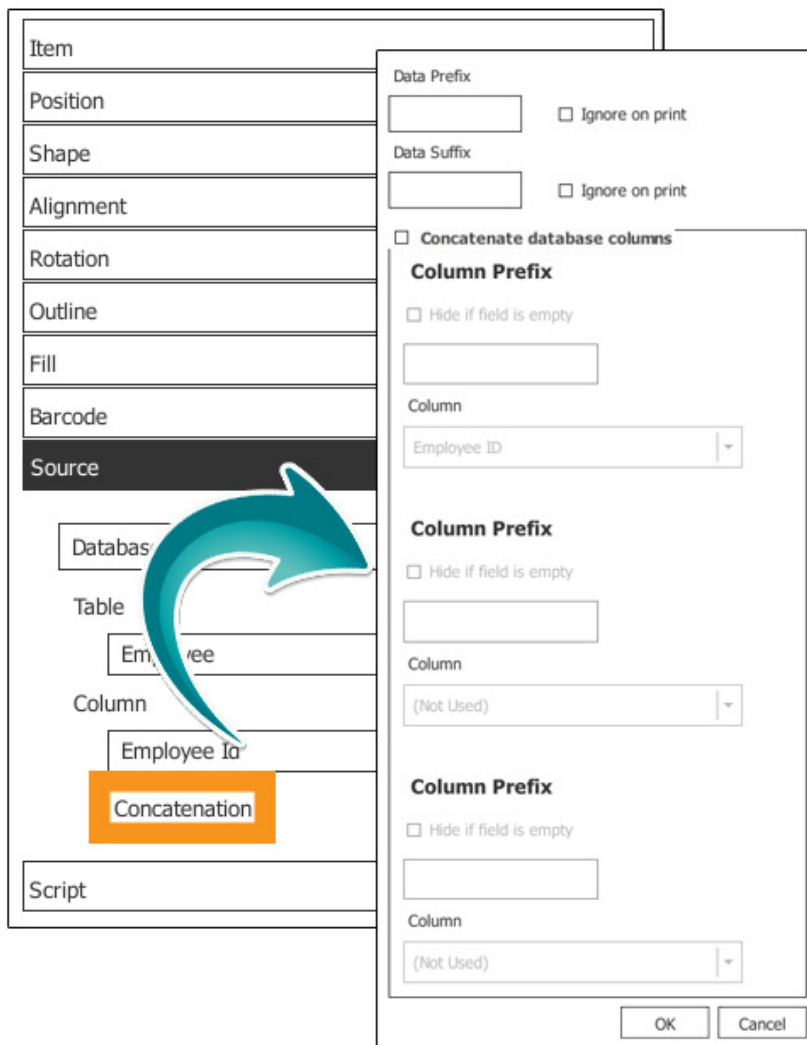 Item
Position
Shape
Alignment
Rotation
Outline
Fill
Barcode
Source
Table
Column
Employee Id
Concatenation
Script
Data Prefix
Ignore on print
Data Suffix
Ignore on print
Concatenate database columns
Column Prefix
Hide if field is empty
Column
Employee ID
Column Prefix
Hide if field is empty
Column
(Not Used)
Column Prefix
Hide if field is empty
Column
(Not Used)
OK Cancel